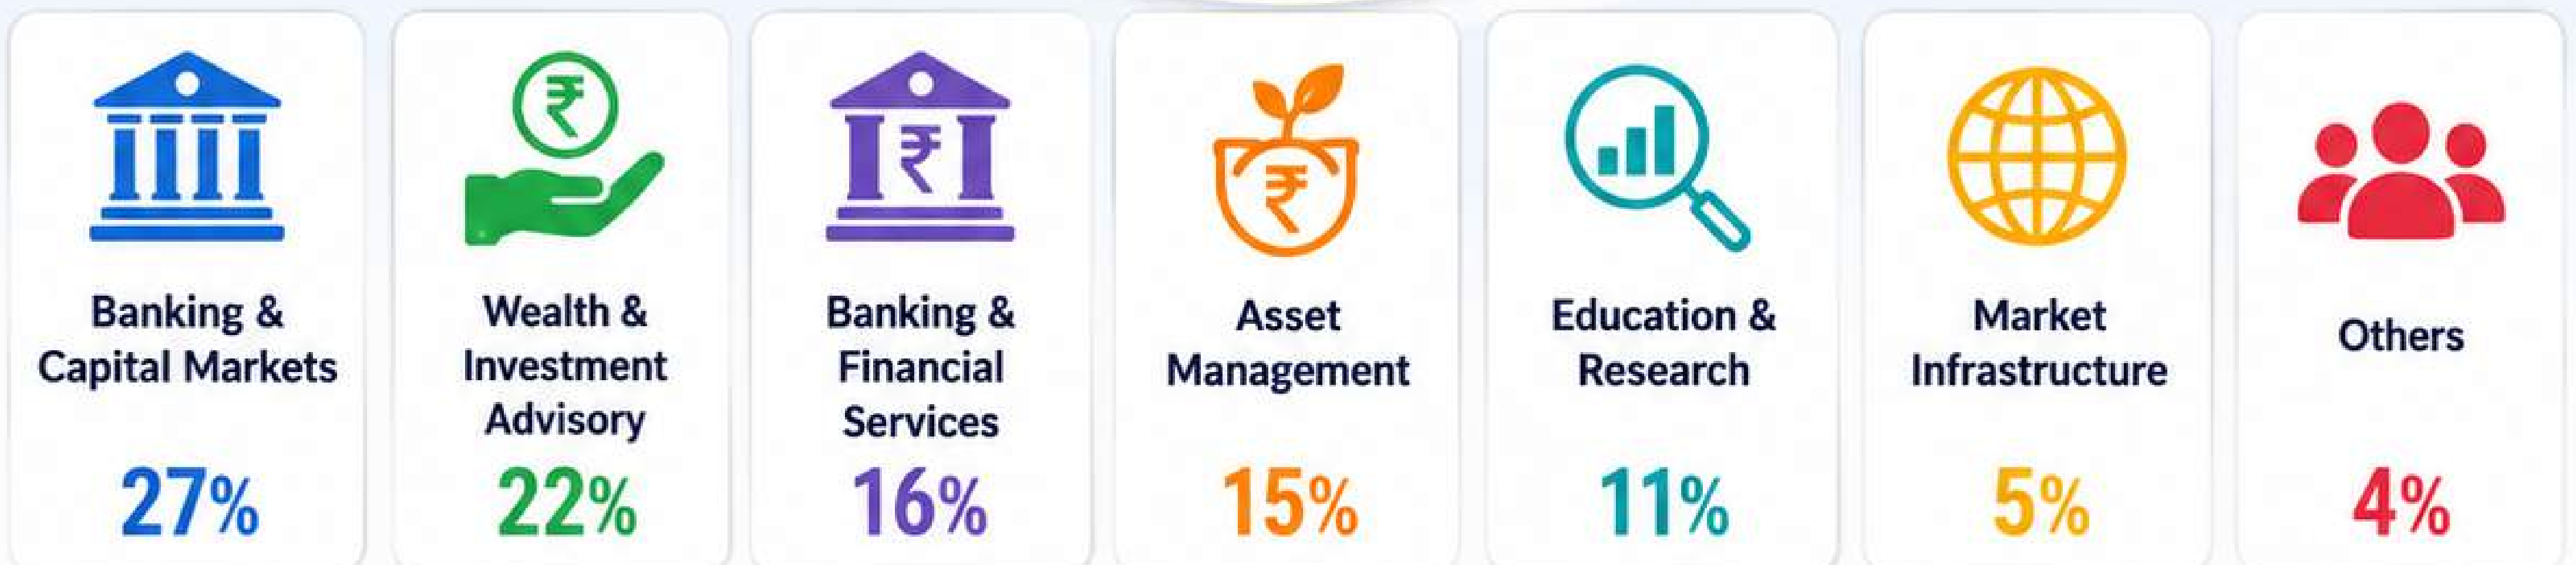 ₹
₹
₹
Banking &
Capital Markets
27%
Wealth &
Investment
Advisory
22%
Banking &
Financial
Services
16%
Asset
Management
15%
Education &
Research
11%
Market
Infrastructure
5%
Others
4%